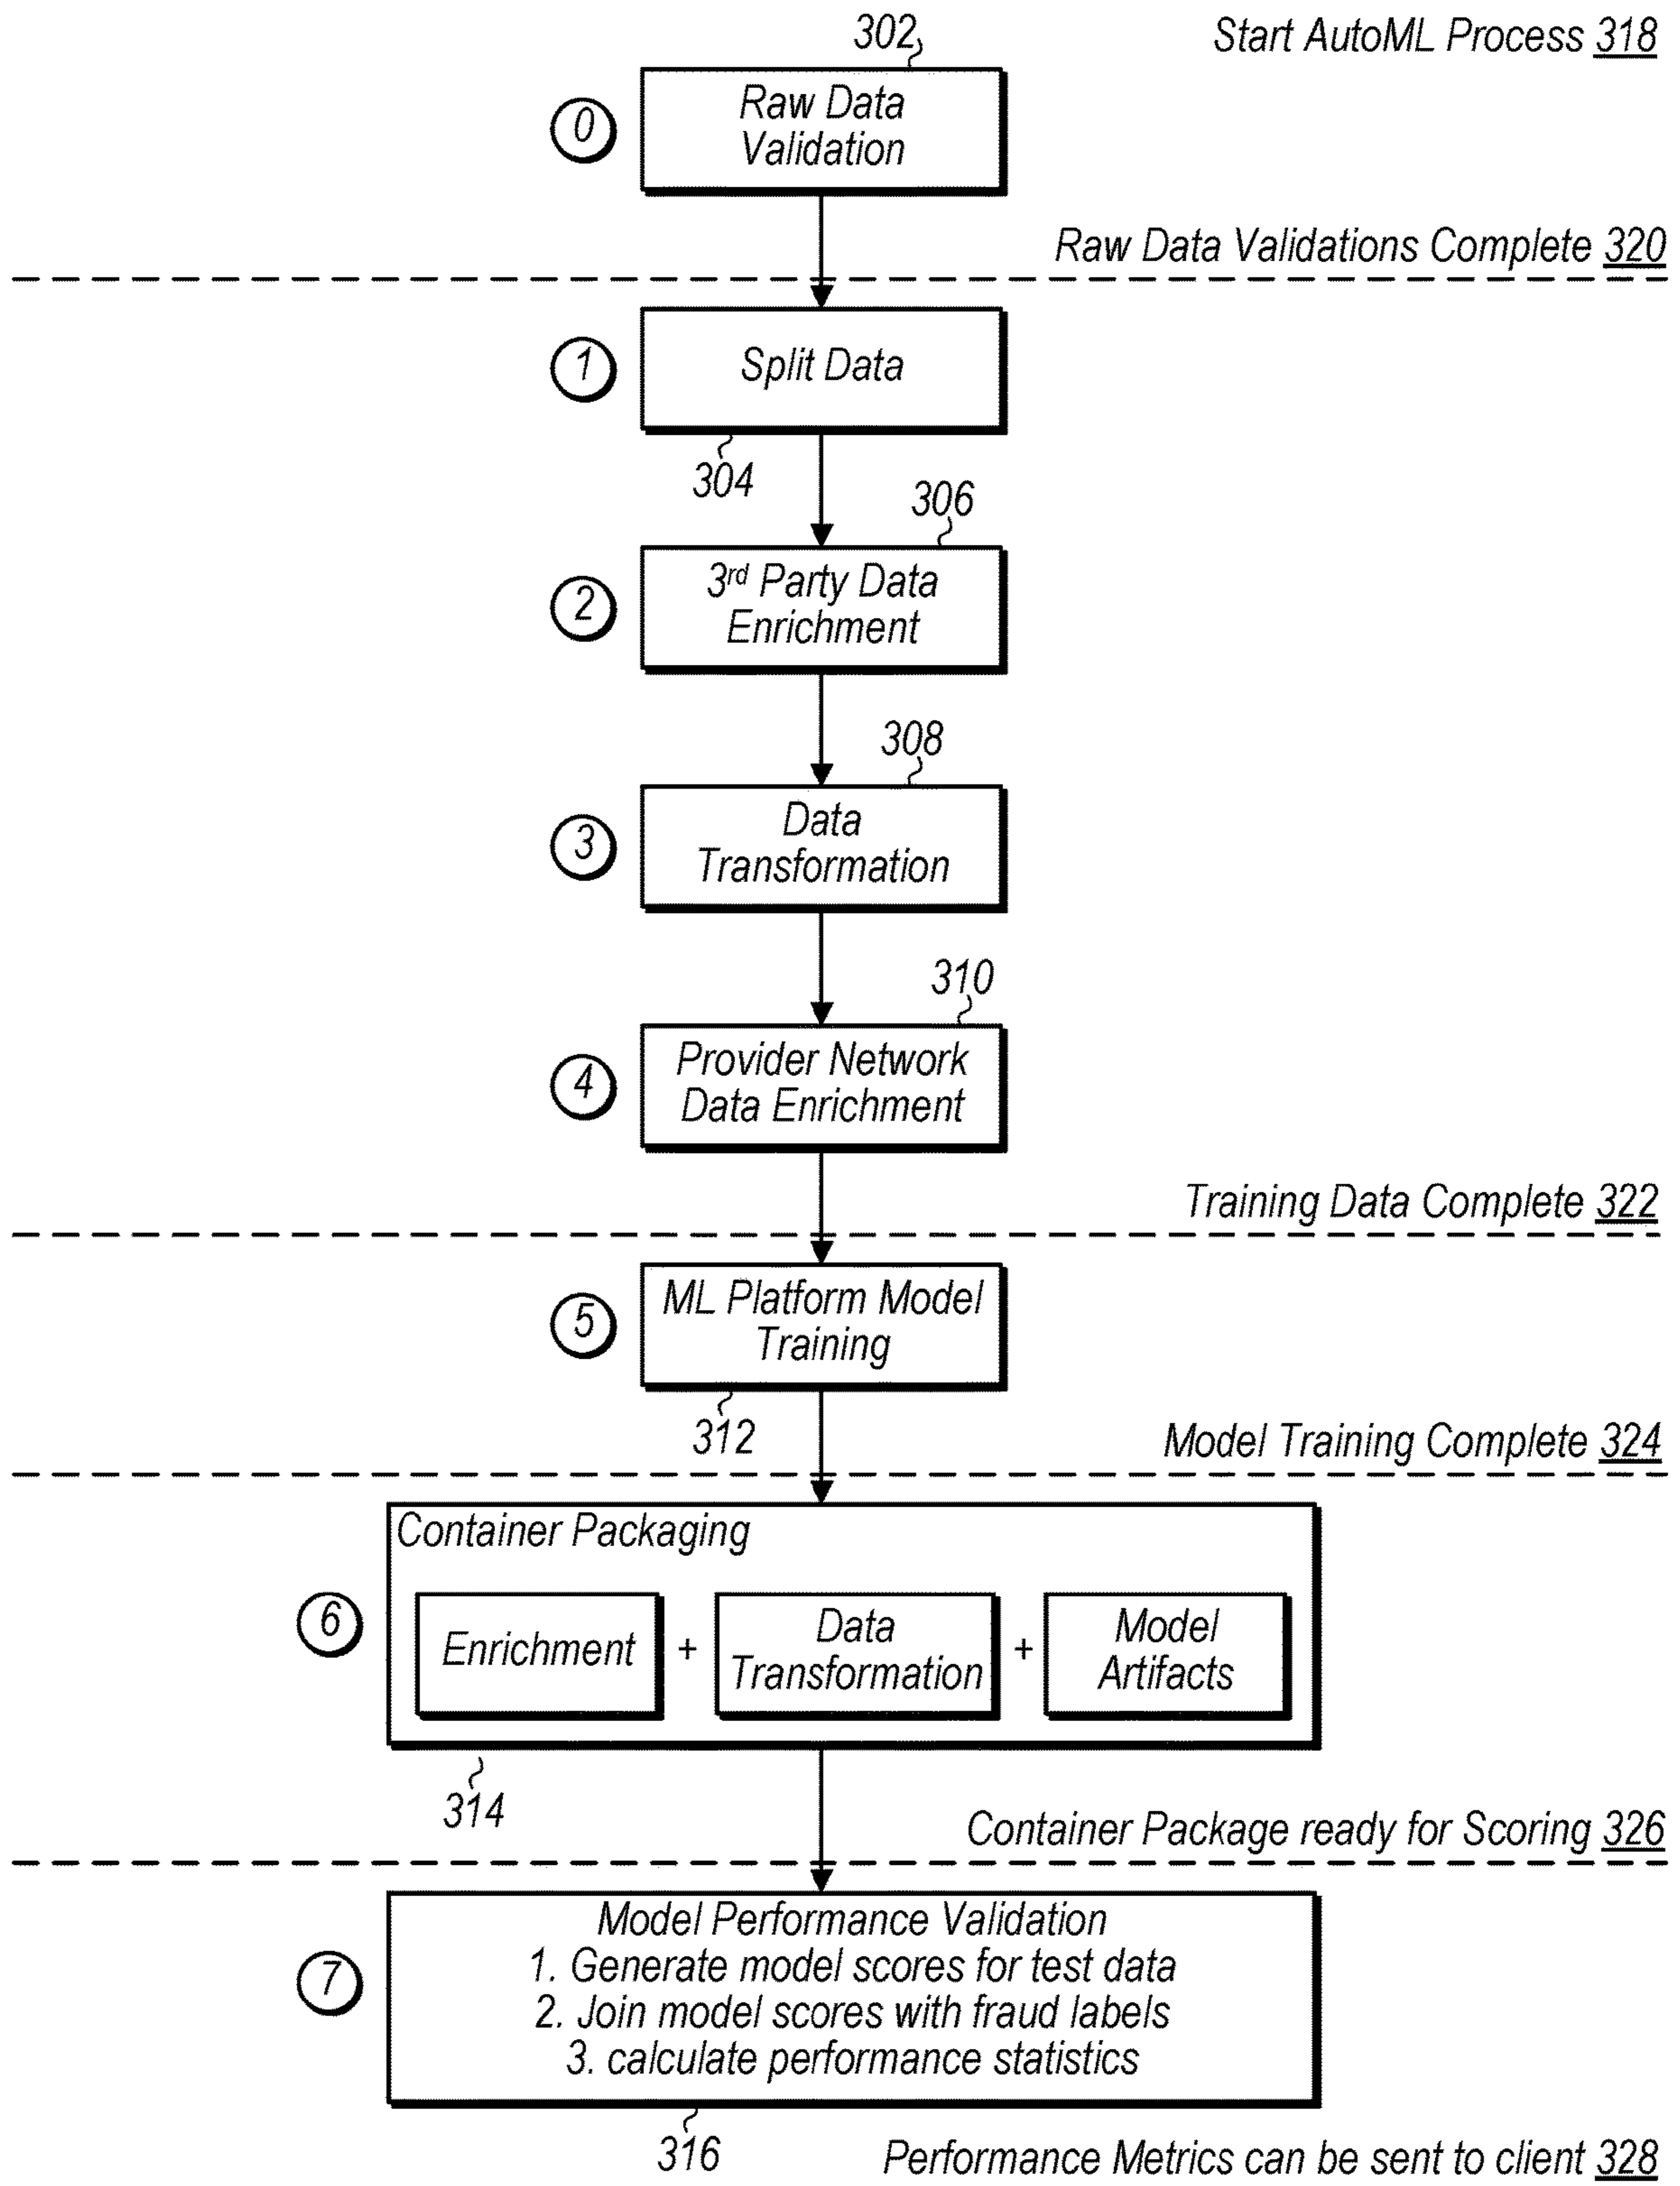 302
Start AutoML Process 318
0
Raw Data
Validation
Raw Data Validations Complete 320
1
Split Data
304
306
2
3rd Party Data
Enrichment
308
3
Data
Transformation
310
4
Provider Network
Data Enrichment
Training Data Complete 322
5
ML Platform Model
Training
312
Model Training Complete 324
Container Packaging
6
Enrichment
+
Data
Transformation
+
Model
Artifacts
314
Container Package ready for Scoring 326
7
Model Performance Validation
1. Generate model scores for test data
2. Join model scores with fraud labels
3. calculate performance statistics
316
Performance Metrics can be sent to client 328